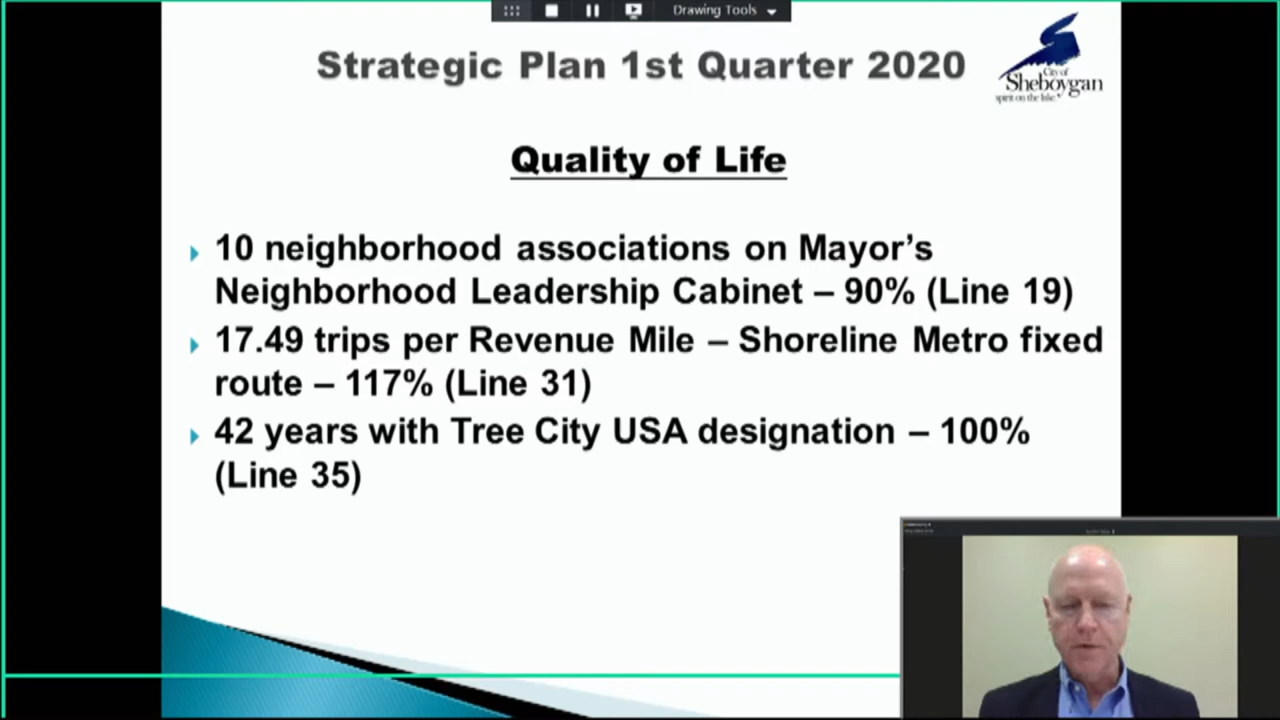 Drawing Tools
Strategic Plan 1st Quarter 2020
City of
Sheboygan
spirit on the lake.
Quality of Life
10 neighborhood associations on Mayor’s
Neighborhood Leadership Cabinet – 90% (Line 19)
17.49 trips per Revenue Mile – Shoreline Metro fixed
route – 117% (Line 31)
42 years with Tree City USA designation – 100%
(Line 35)